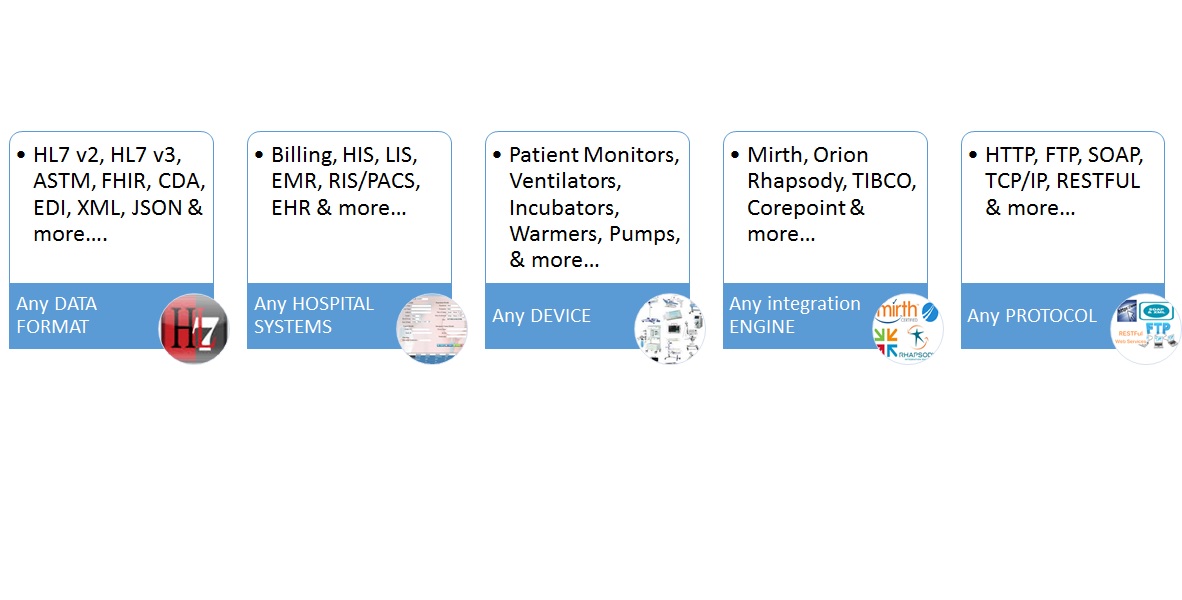 • HL7 v2, HL7 v3,
ASTM, FHIR, CDA,
EDI, XML, JSON &
more....
Any DATA
FORMAT
H7
• Billing, HIS, LIS,
EMR, RIS/PACS,
EHR & more...
Any HOSPITAL
SYSTEMS
• Patient Monitors,
Ventilators,
Incubators,
Warmers, Pumps,
& more...
Any DEVICE
• Mirth, Orion
Rhapsody, TIBCO,
Corepoint &
more...
Any integration
ENGINE
mirth
CERTIFIED
RHAPSODY
• HTTP, FTP, SOAP,
TCP/IP, RESTFUL
& more...
Any PROTOCOL
RESTFul
Web Services
FTP